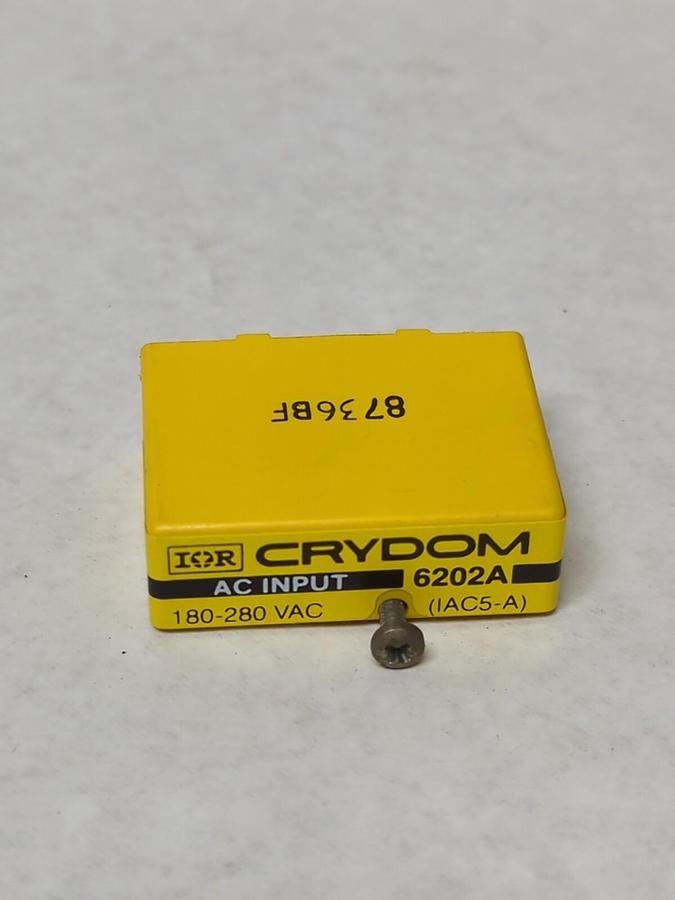 8736BF
IOR CRYDOM
AC INPUT 6202A
180-280 VAC (IAC5-A)